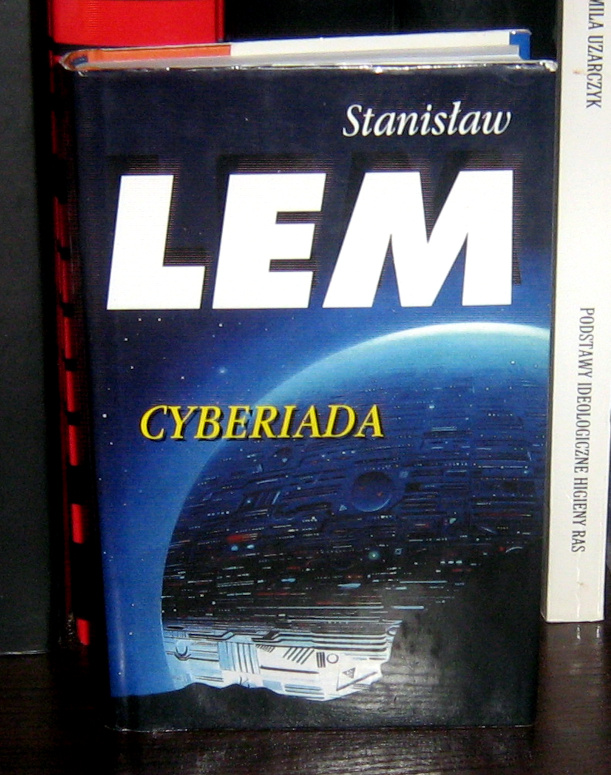 Stanisław
LEM
CYBERIADA
MILA UZARCZYK
PODSTAWY IDEOLOGICZNE HIGIENY RAS